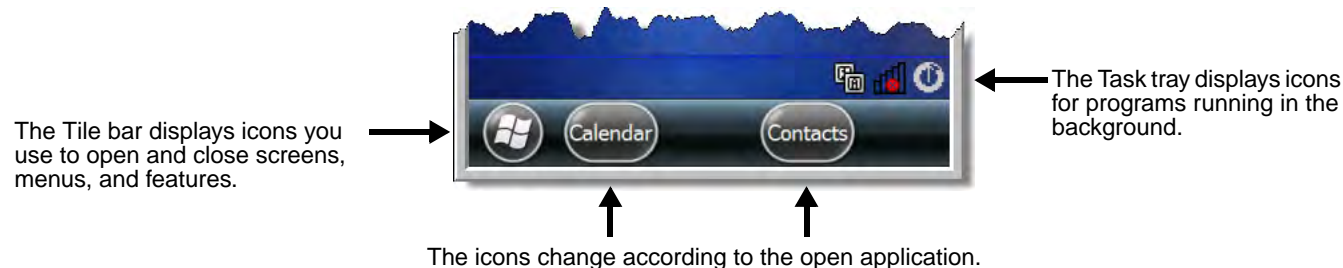 The Task tray displays icons
for programs running in the
background.
The Tile bar displays icons you
use to open and close screens,
menus, and features.
Calendar
Contacts
The icons change according to the open application.